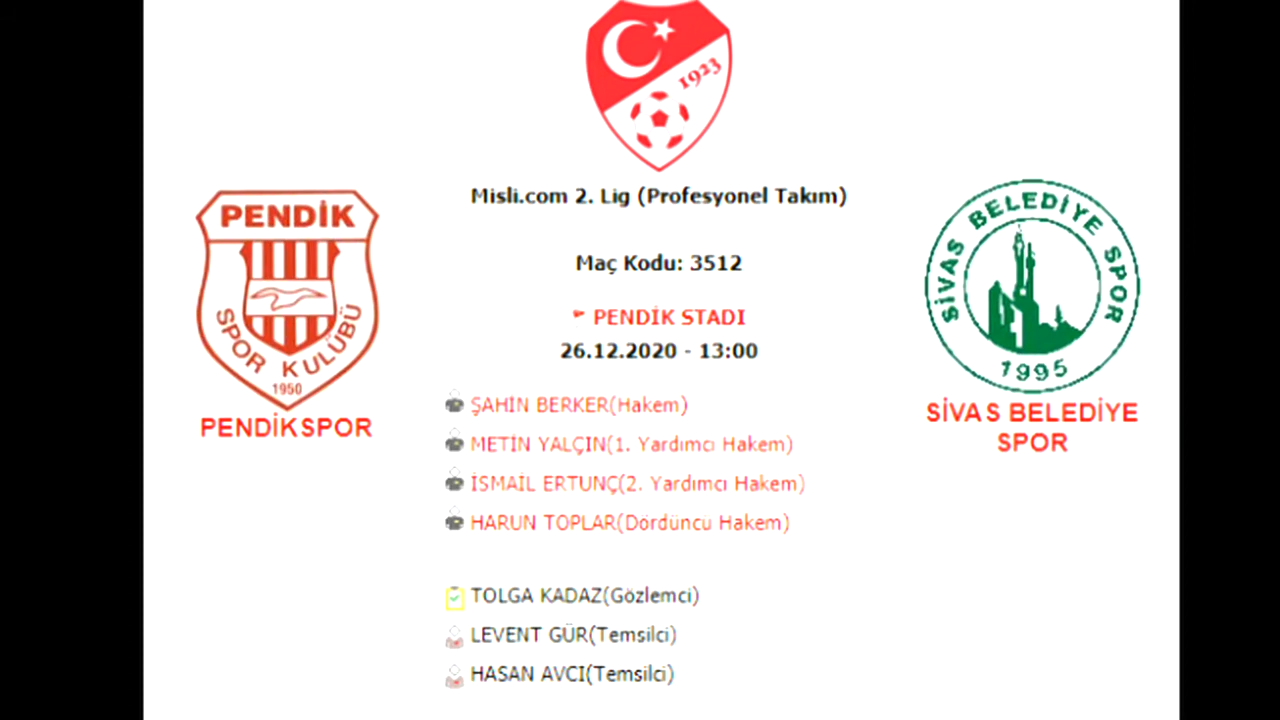 1923
Misli.com 2. Lig (Profesyonel Takım)
Maç Kodu: 3512
PENDİK STADI
26.12.2020 - 13:00
PENDİK
SPOR KULÜBÜ
1950
PENDİKSPOR
SİVAS BELEDİYE SPOR
1995
SİVAS BELEDİYE
SPOR
ŞAHİN BERKER(Hakem)
METİN YALÇIN(1. Yardımcı Hakem)
İSMAİL ERTUNÇ(2. Yardımcı Hakem)
HARUN TOPLAR(Dördüncü Hakem)
TOLGA KADAZ(Gözlemci)
LEVENT GÜR(Temsilci)
HASAN AVCI(Temsilci)